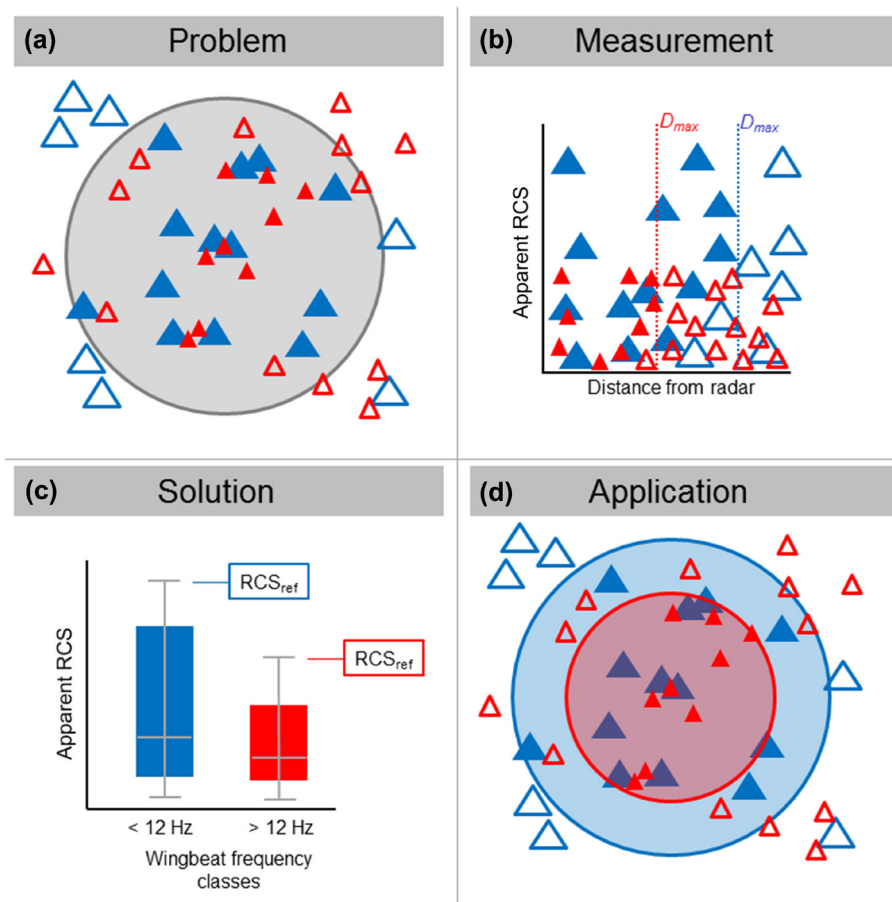 (a) Problem
(b) Measurement
Dmax Dmax
Apparent RCS
Distance from radar
(c) Solution
RCSref
RCSref
Apparent RCS
< 12 Hz > 12 Hz
Wingbeat frequency
classes
(d) Application